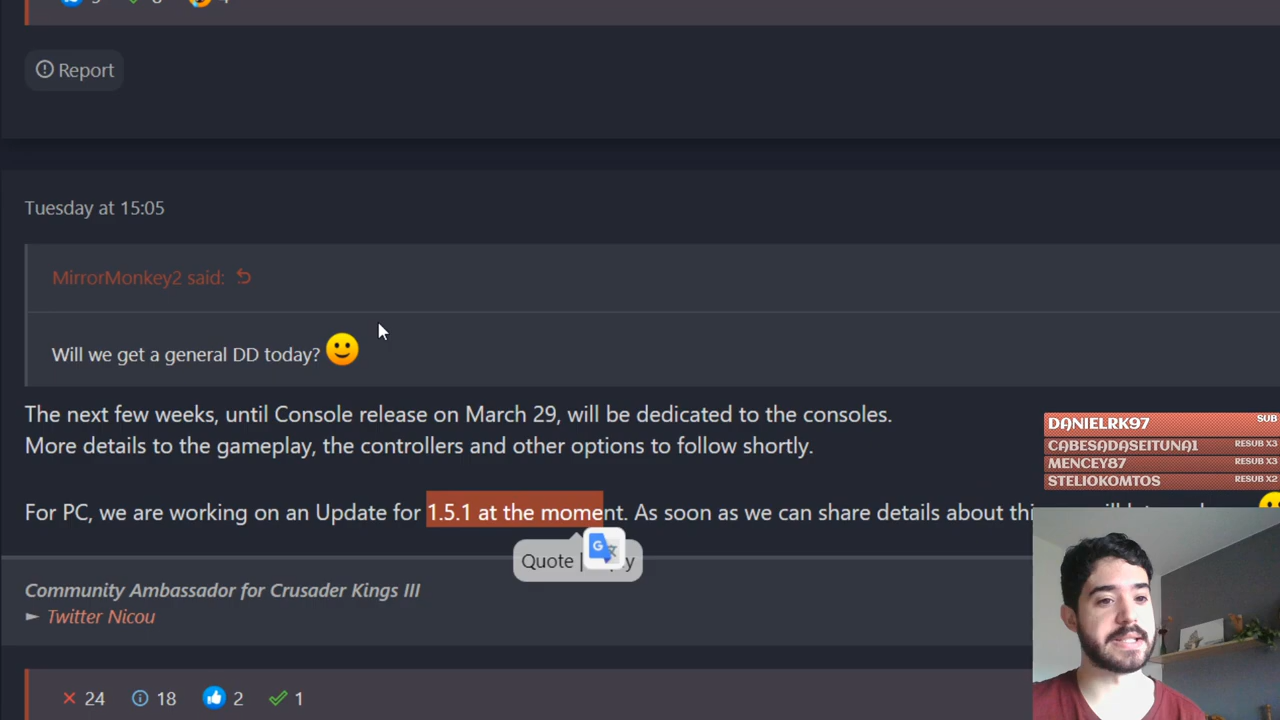 Report
Tuesday at 15:05
MirrorMonkey2 said:
Will we get a general DD today?
The next few weeks, until Console release on March 29, will be dedicated to the consoles.
More details to the gameplay, the controllers and other options to follow shortly.
For PC, we are working on an Update for 1.5.1 at the moment. As soon as we can share details about
Quote |
Community Ambassador for Crusader Kings III
► Twitter Nicou
24 18 2 1
DANIELRK97 SUB
CABESADASEITUNA1 RESUB X3
MENCEY87 RESUB X3
STELIOKOMTOS RESUB X2